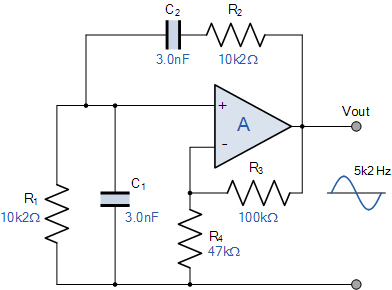 C2 R2
3.0nF 10k2Ω
+
A
-
Vout
5k2 Hz
R3
100kΩ
R1
10k2Ω
C1
3.0nF
R4
47kΩ